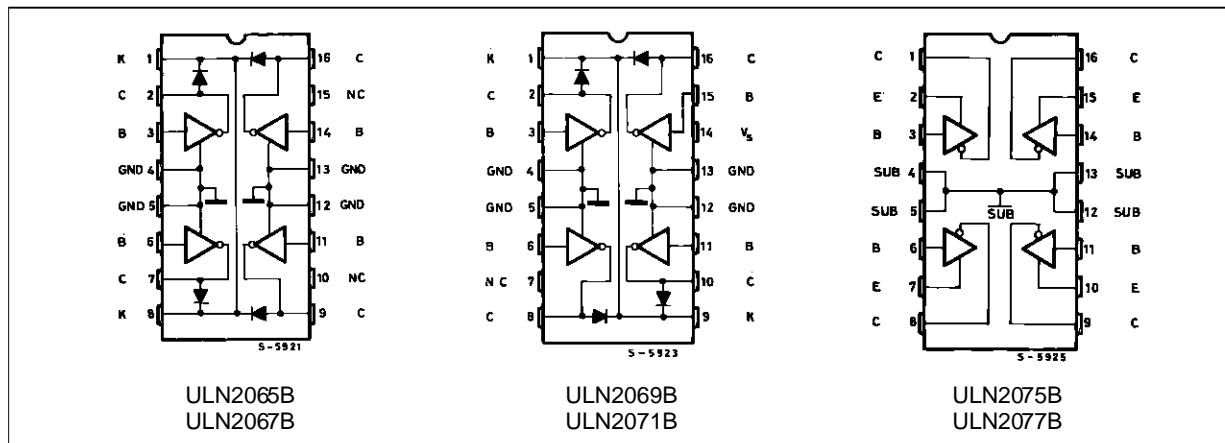 K 1 16 C
C 2 15 NC
B 3 14 B
GND 4 13 GND
GND 5 12 GND
B 6 11 B
C 7 10 NC
K 8 9 C
S-5921
ULN2065B
ULN2067B
K 1 16 C
C 2 15 B
B 3 14 Vs
GND 4 13 GND
GND 5 12 GND
B 6 11 B
NC 7 10 C
C 8 9 K
S-5923
ULN2069B
ULN2071B
C 1 16 C
E 2 15 E
B 3 14 B
SUB 4 13 SUB
SUB
SUB 5 12 SUB
B 6 11 B
E 7 10 E
C 8 9 C
S-5925
ULN2075B
ULN2077B